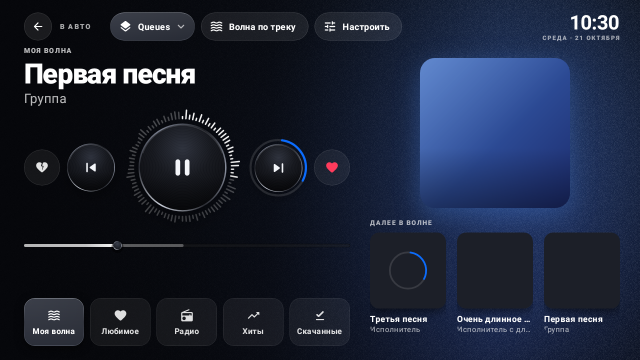 В АВТО
Queues
Волна по треку
Настроить
10:30
СРЕДА · 21 ОКТЯБРЯ
МОЯ ВОЛНА
Первая песня
Группа
ДАЛЕЕ В ВОЛНЕ
Третья песня
Исполнитель
Очень длинное ...
Исполнитель с дл...
Первая песня
Группа
Моя волна
Любимое
Радио
Хиты
Скачанные